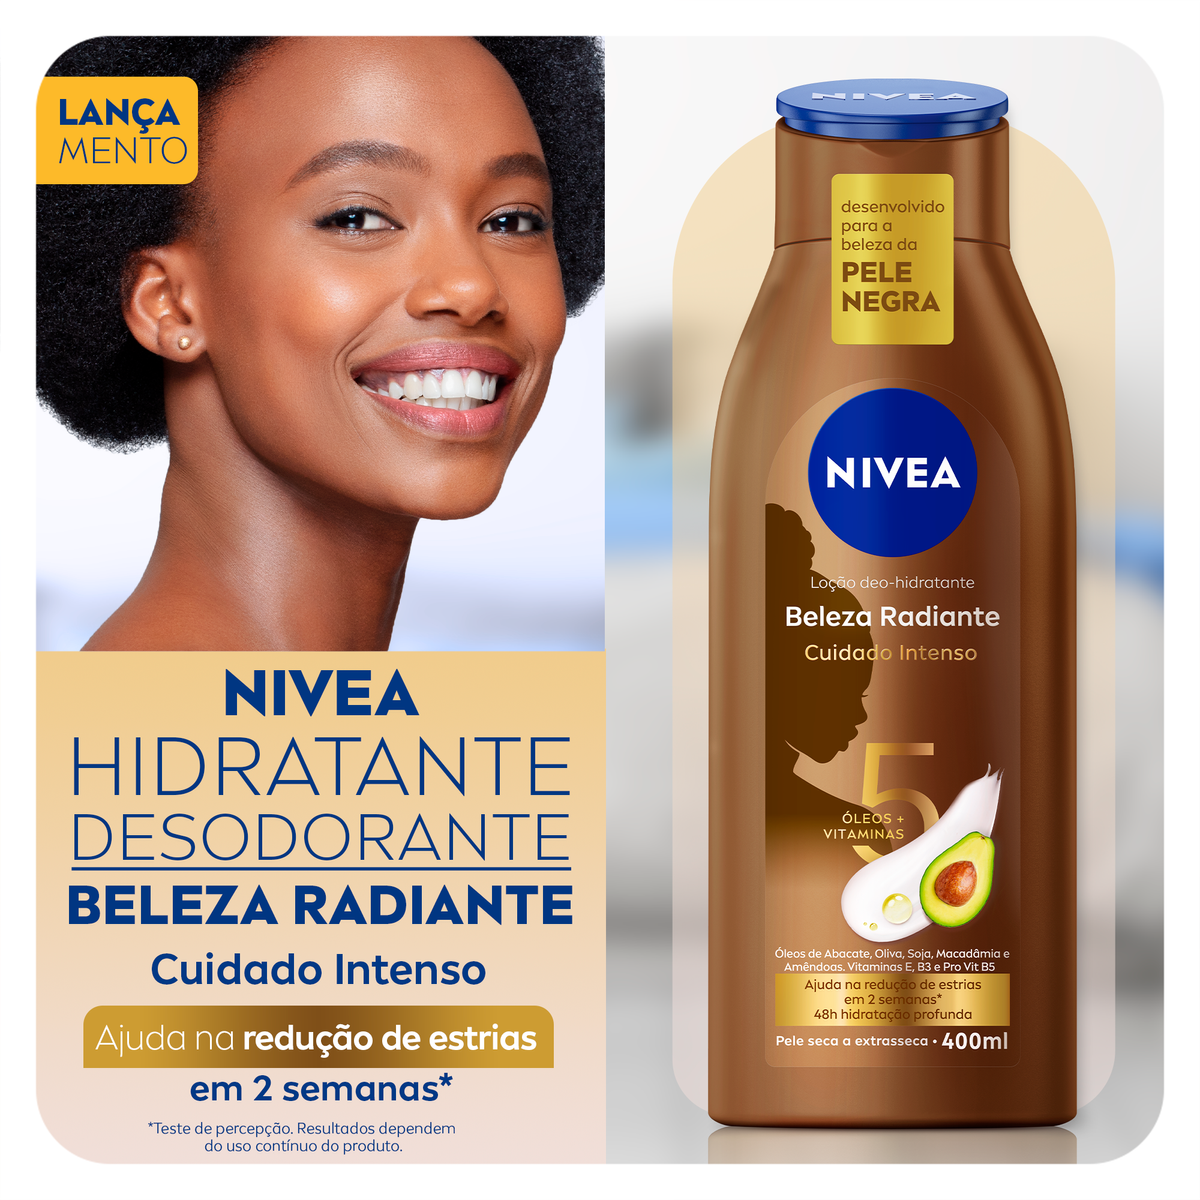 LANÇA
MENTO
NIVEA
HIDRATANTE
DESODORANTE
BELEZA RADIANTE
Cuidado Intenso
Ajuda na redução de estrias
em 2 semanas*
*Teste de percepção. Resultados dependem
do uso contínuo do produto.
NIVEA
desenvolvido
para a
beleza da
PELE
NEGRA
NIVEA
Loção deo-hidratante
Beleza Radiante
Cuidado Intenso
5
ÓLEOS +
VITAMINAS
Óleos de Abacate, Oliva, Soja, Macadâmia e
Amêndoas. Vitaminas E, B3 e Pro Vit B5
Ajuda na redução de estrias
em 2 semanas*
48h hidratação profunda
Pele seca a extrasseca • 400ml